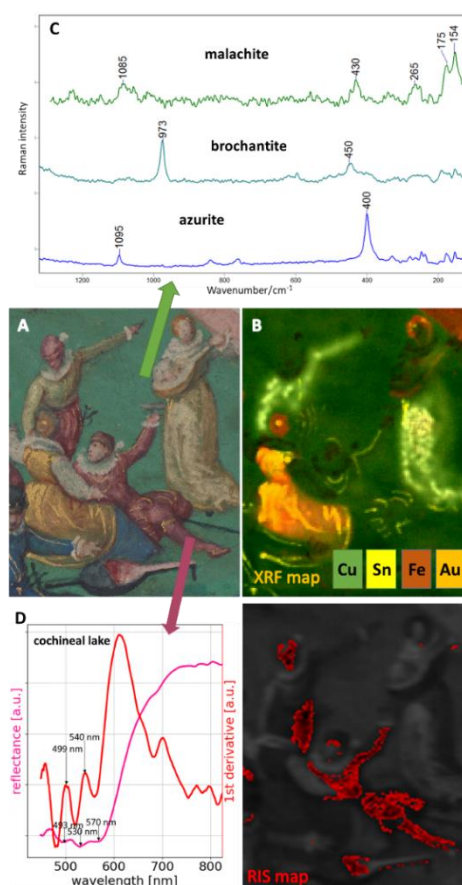 C
malachite
1085
430
265
175
154
brochantite
973
450
azurite
1095
400
Raman intensity
1200
1000
800
600
400
200
Wavenumber/cm⁻¹
A
B
XRF map
Cu
Sn
Fe
Au
D
cochineal lake
540 nm
499 nm
493 nm
530 nm
570 nm
reflectance [a.u.]
1st derivative [a.u.]
500
600
700
800
wavelength [nm]
RIS map